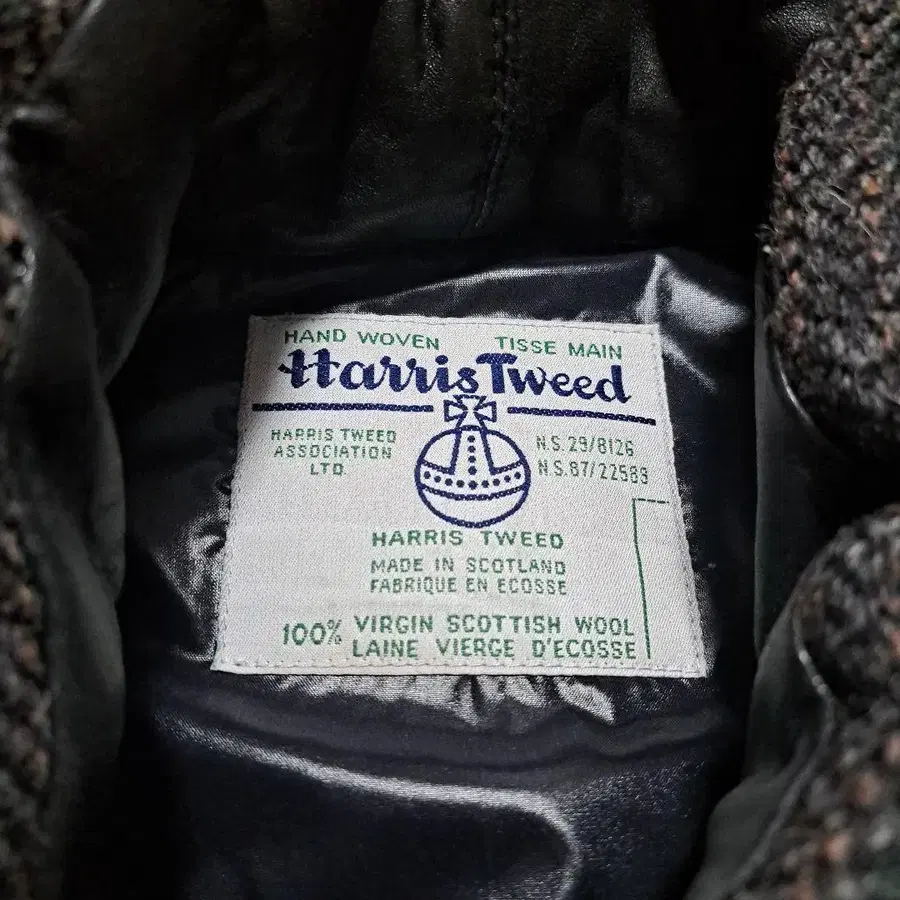 HAND WOVEN TISSE MAIN
Harris Tweed
HARRIS TWEED
ASSOCIATION
LTD.
N.S. 29/8126
N.S. 87/22583
HARRIS TWEED
MADE IN SCOTLAND
FABRIQUE EN ECOSSE
100% VIRGIN SCOTTISH WOOL
LAINE VIERGE D'ECOSSE